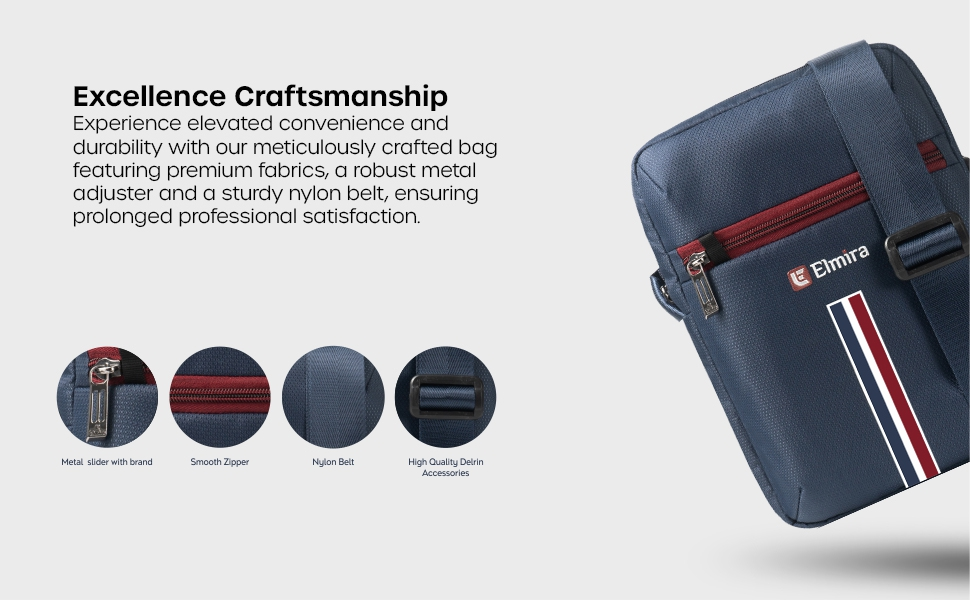 Excellence Craftsmanship
Experience elevated convenience and
durability with our meticulously crafted bag
featuring premium fabrics, a robust metal
adjuster and a sturdy nylon belt, ensuring
prolonged professional satisfaction.
Elmira
Metal slider with brand
Smooth Zipper
Nylon Belt
High Quality Delrin
Accessories